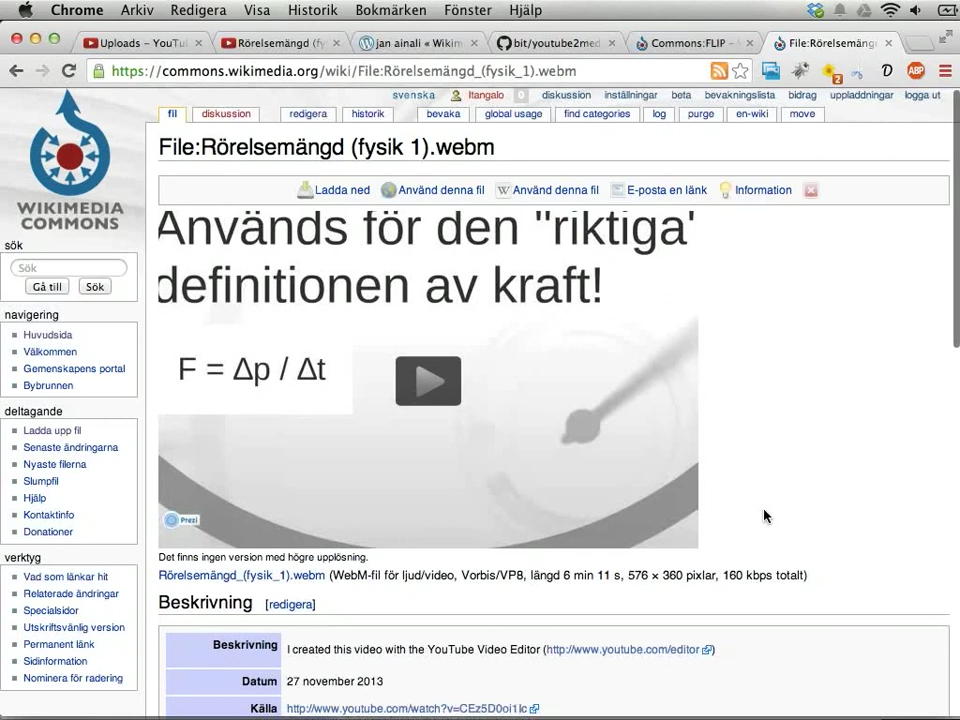 Chrome Arkiv Redigera Visa Historik Bokmärken Fönster Hjälp
Uploads – YouTu
Rörelsemängd (fy
jan ainali « Wikim
bit/youtube2med
Commons:FLIP – V
File:Rörelsemäng
https://commons.wikimedia.org/wiki/File:Rörelsemängd_(fysik_1).webm
2
D
ABP
svenska Itangalo 0 diskussion inställningar beta bevakningslista bidrag uppladdningar logga ut
fil diskussion redigera historik bevaka global usage find categories log purge en-wiki move
WIKIMEDIA
COMMONS
File:Rörelsemängd (fysik 1).webm
Ladda ned Använd denna fil W Använd denna fil E-posta en länk Information
Används för den "riktiga"
definitionen av kraft!
F = Δp / Δt
Prezi
sök
Sök
Gå till Sök
navigering
Huvudsida
Välkommen
Gemenskapens portal
Bybrunnen
deltagande
Ladda upp fil
Senaste ändringarna
Nyaste filerna
Slumpfil
Hjälp
Kontaktinfo
Donationer
verktyg
Vad som länkar hit
Relaterade ändringar
Specialsidor
Utskriftsvänlig version
Permanent länk
Sidinformation
Nominera för radering
Det finns ingen version med högre upplösning.
Rörelsemängd_(fysik_1).webm (WebM-fil för ljud/video, Vorbis/VP8, längd 6 min 11 s, 576 × 360 pixlar, 160 kbps totalt)
Beskrivning [redigera]
Beskrivning I created this video with the YouTube Video Editor (http://www.youtube.com/editor)
Datum 27 november 2013
Källa http://www.youtube.com/watch?v=CEz5D0oi1lc